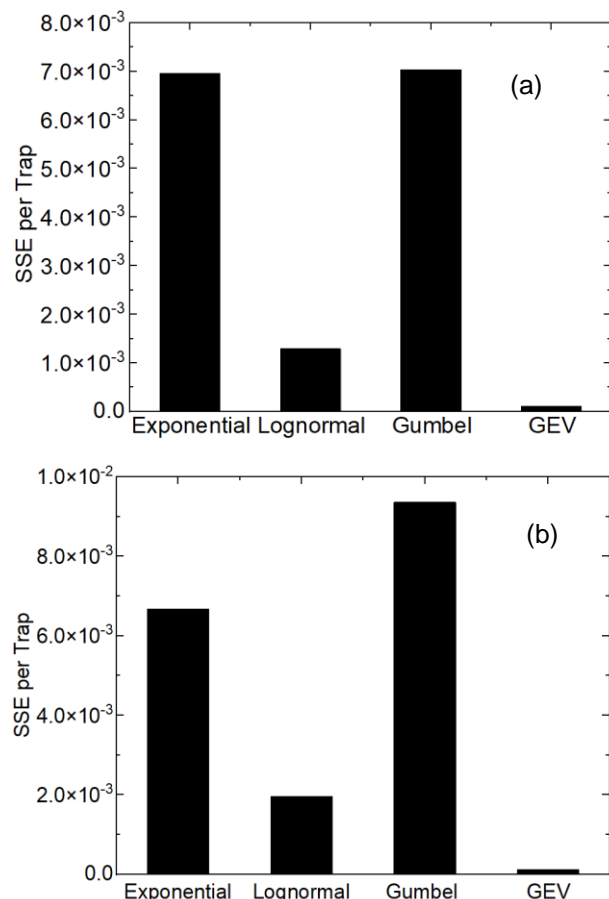 8.0×10⁻³
7.0×10⁻³
6.0×10⁻³
5.0×10⁻³
4.0×10⁻³
3.0×10⁻³
2.0×10⁻³
1.0×10⁻³
0.0
SSE per Trap
(a)
Exponential Lognormal Gumbel GEV
1.0×10⁻²
8.0×10⁻³
6.0×10⁻³
4.0×10⁻³
2.0×10⁻³
0.0
SSE per Trap
(b)
Exponential Lognormal Gumbel GEV